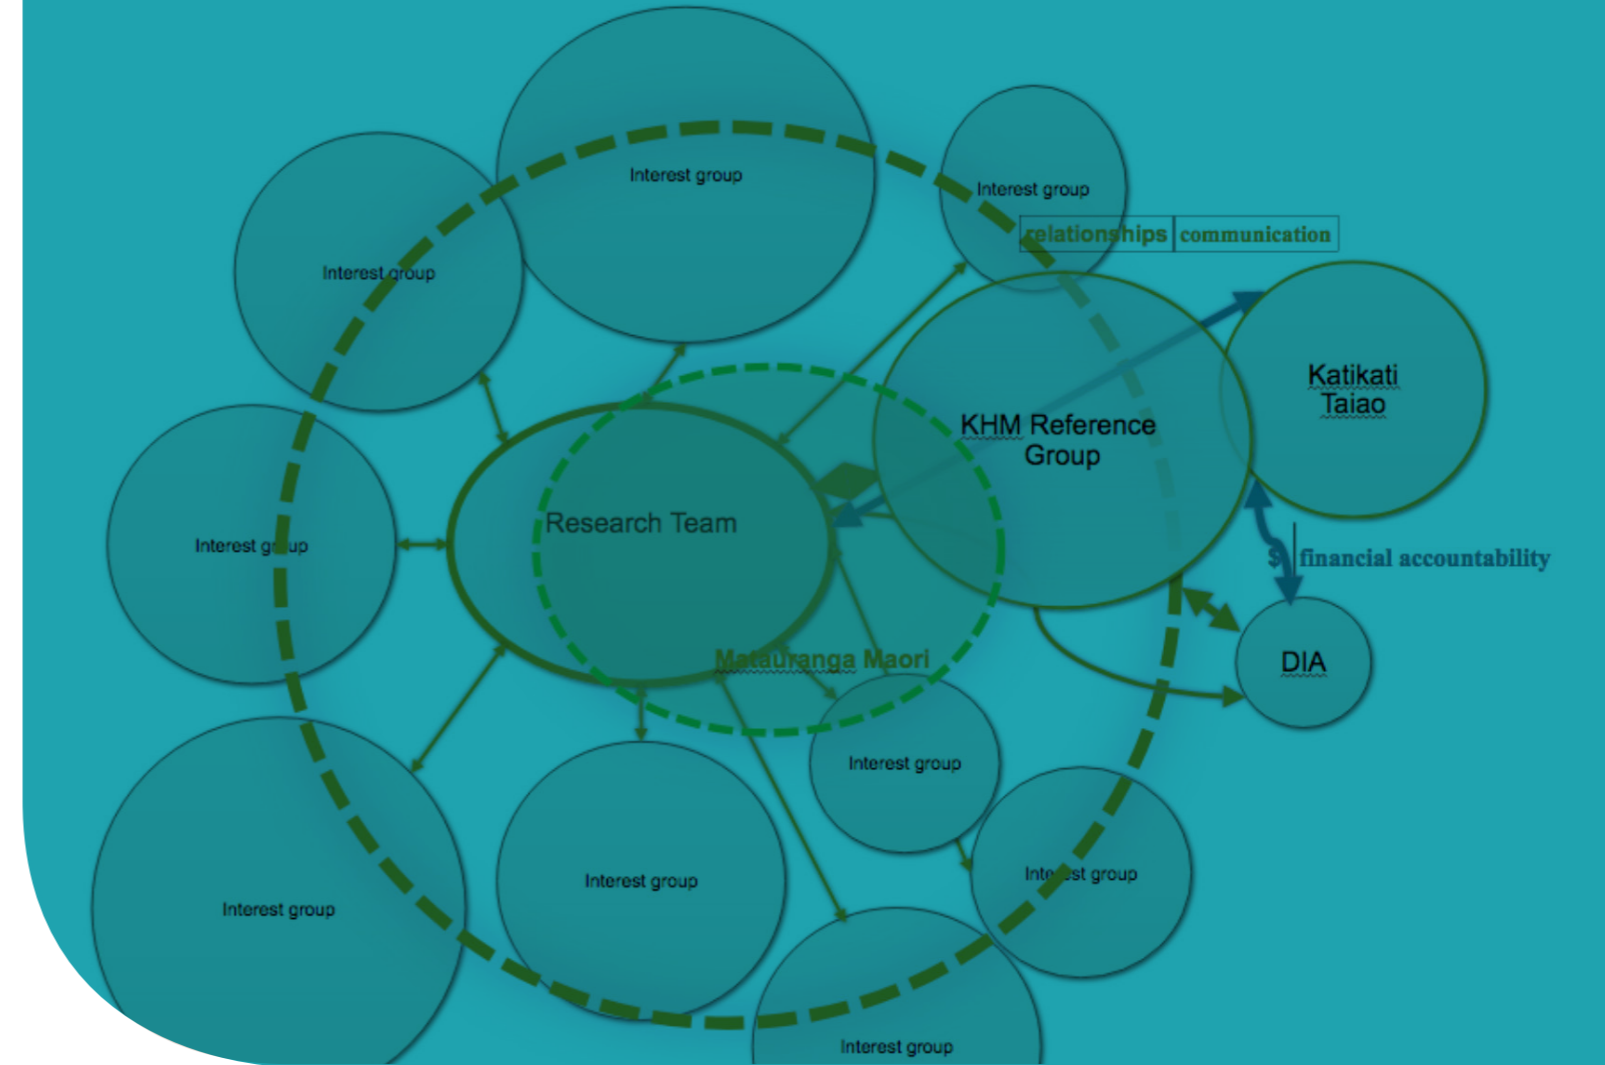 Interest group
Interest group
Interest group
relationships
communication
Katikati
Taiao
KHM Reference
Group
Research Team
Interest group
$
financial accountability
Matauranga Maori
DIA
Interest group
Interest group
Interest group
Interest group
Interest group